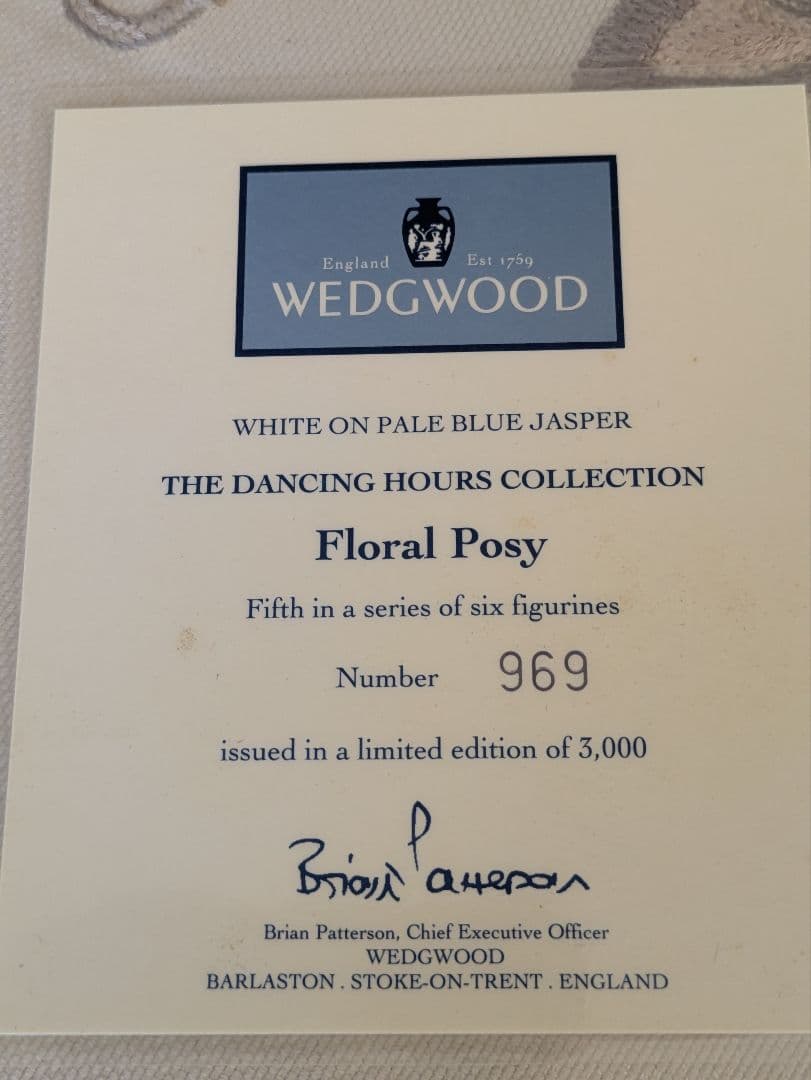 England Est 1759
WEDGWOOD
WHITE ON PALE BLUE JASPER
THE DANCING HOURS COLLECTION
Floral Posy
Fifth in a series of six figurines
Number 969
issued in a limited edition of 3,000
Brian Patterson
Brian Patterson, Chief Executive Officer
WEDGWOOD
BARLASTON . STOKE-ON-TRENT . ENGLAND